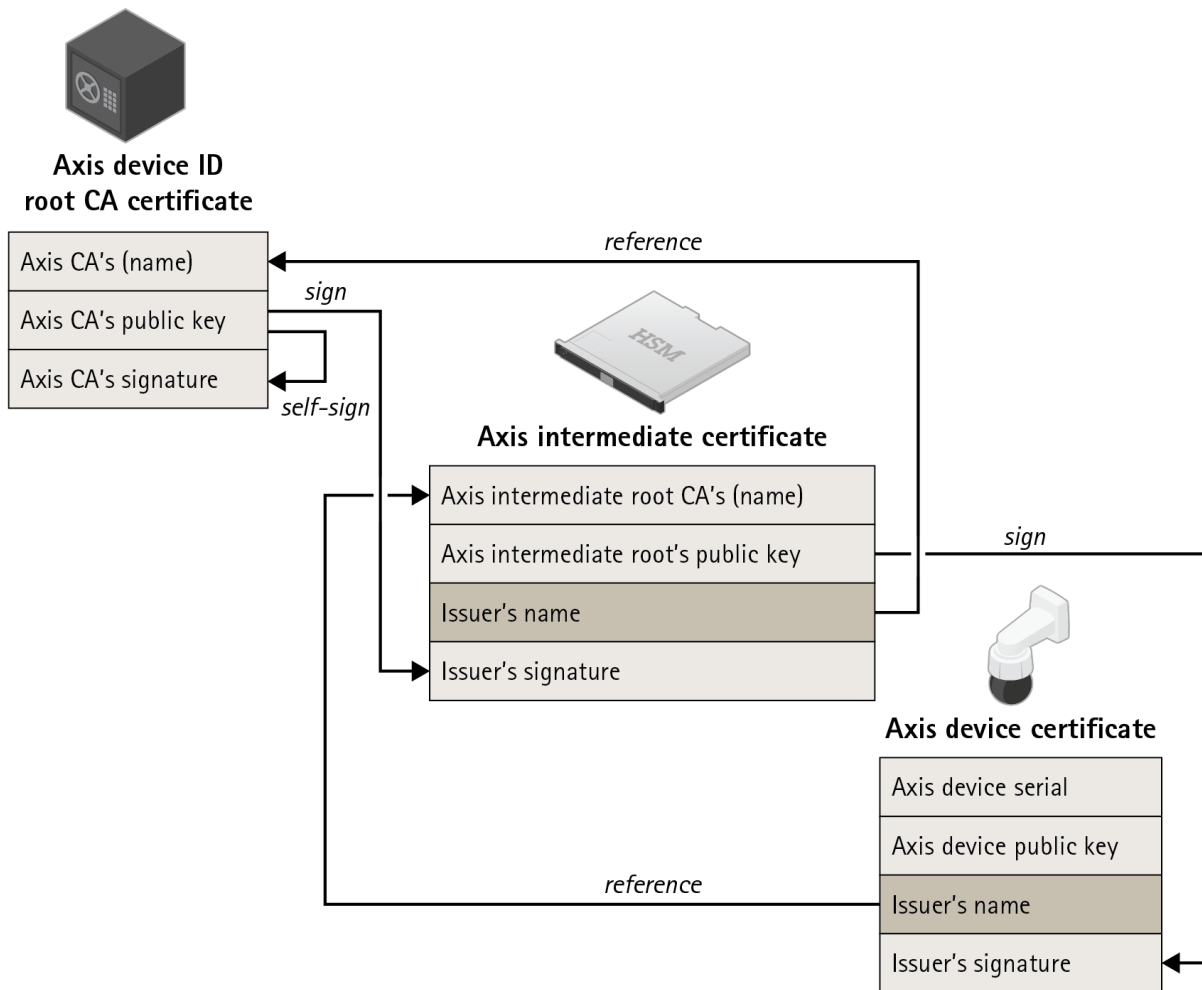 Axis device ID
root CA certificate
Axis CA's (name)
Axis CA's public key
Axis CA's signature
reference
sign
self-sign
HSM
Axis intermediate certificate
Axis intermediate root CA's (name)
Axis intermediate root's public key
Issuer's name
Issuer's signature
sign
Axis device certificate
Axis device serial
Axis device public key
Issuer's name
Issuer's signature
reference